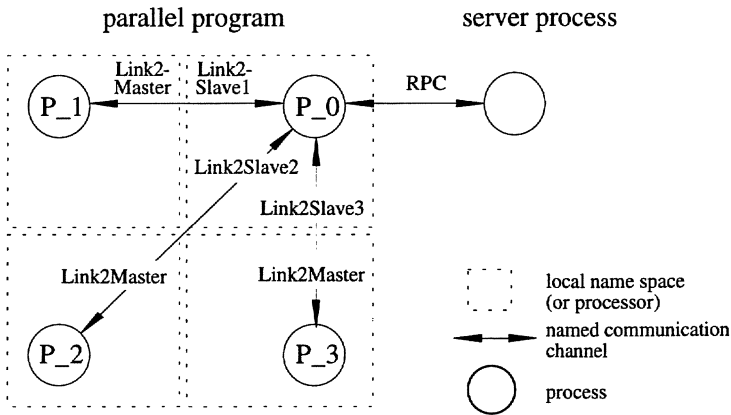 parallel program
server process
Link2-
Master
Link2-
Slave1
RPC
P_1
P_0
Link2Slave2
Link2Slave3
Link2Master
Link2Master
P_2
P_3
local name space
(or processor)
named communication
channel
process